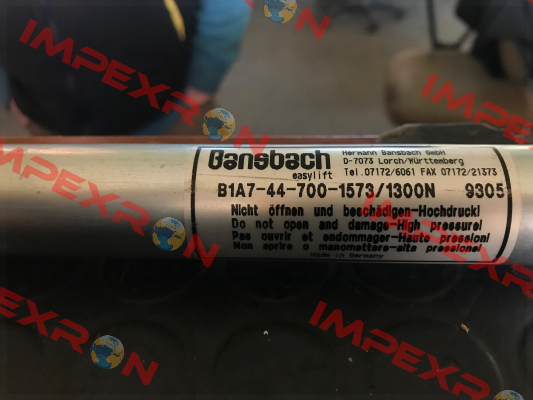 Bansbach
easylift
Hermann Bansbach GmbH
D-7073 Lorch/Württemberg
Tel.07172/6061 FAX 07172/21373
B1A7-44-700-1573/1300N 9305
Nicht öffnen und beschädigen-Hochdruck!
Do not open and damage-High pressure!
Pas ouvrir et endommager-Haute pression!
Non aprire o manomettere-alta pressione!
Made in Germany
IMPEXRON
IMPEXRON
IMPEXRON
IMPEXRON
IMPEXRON